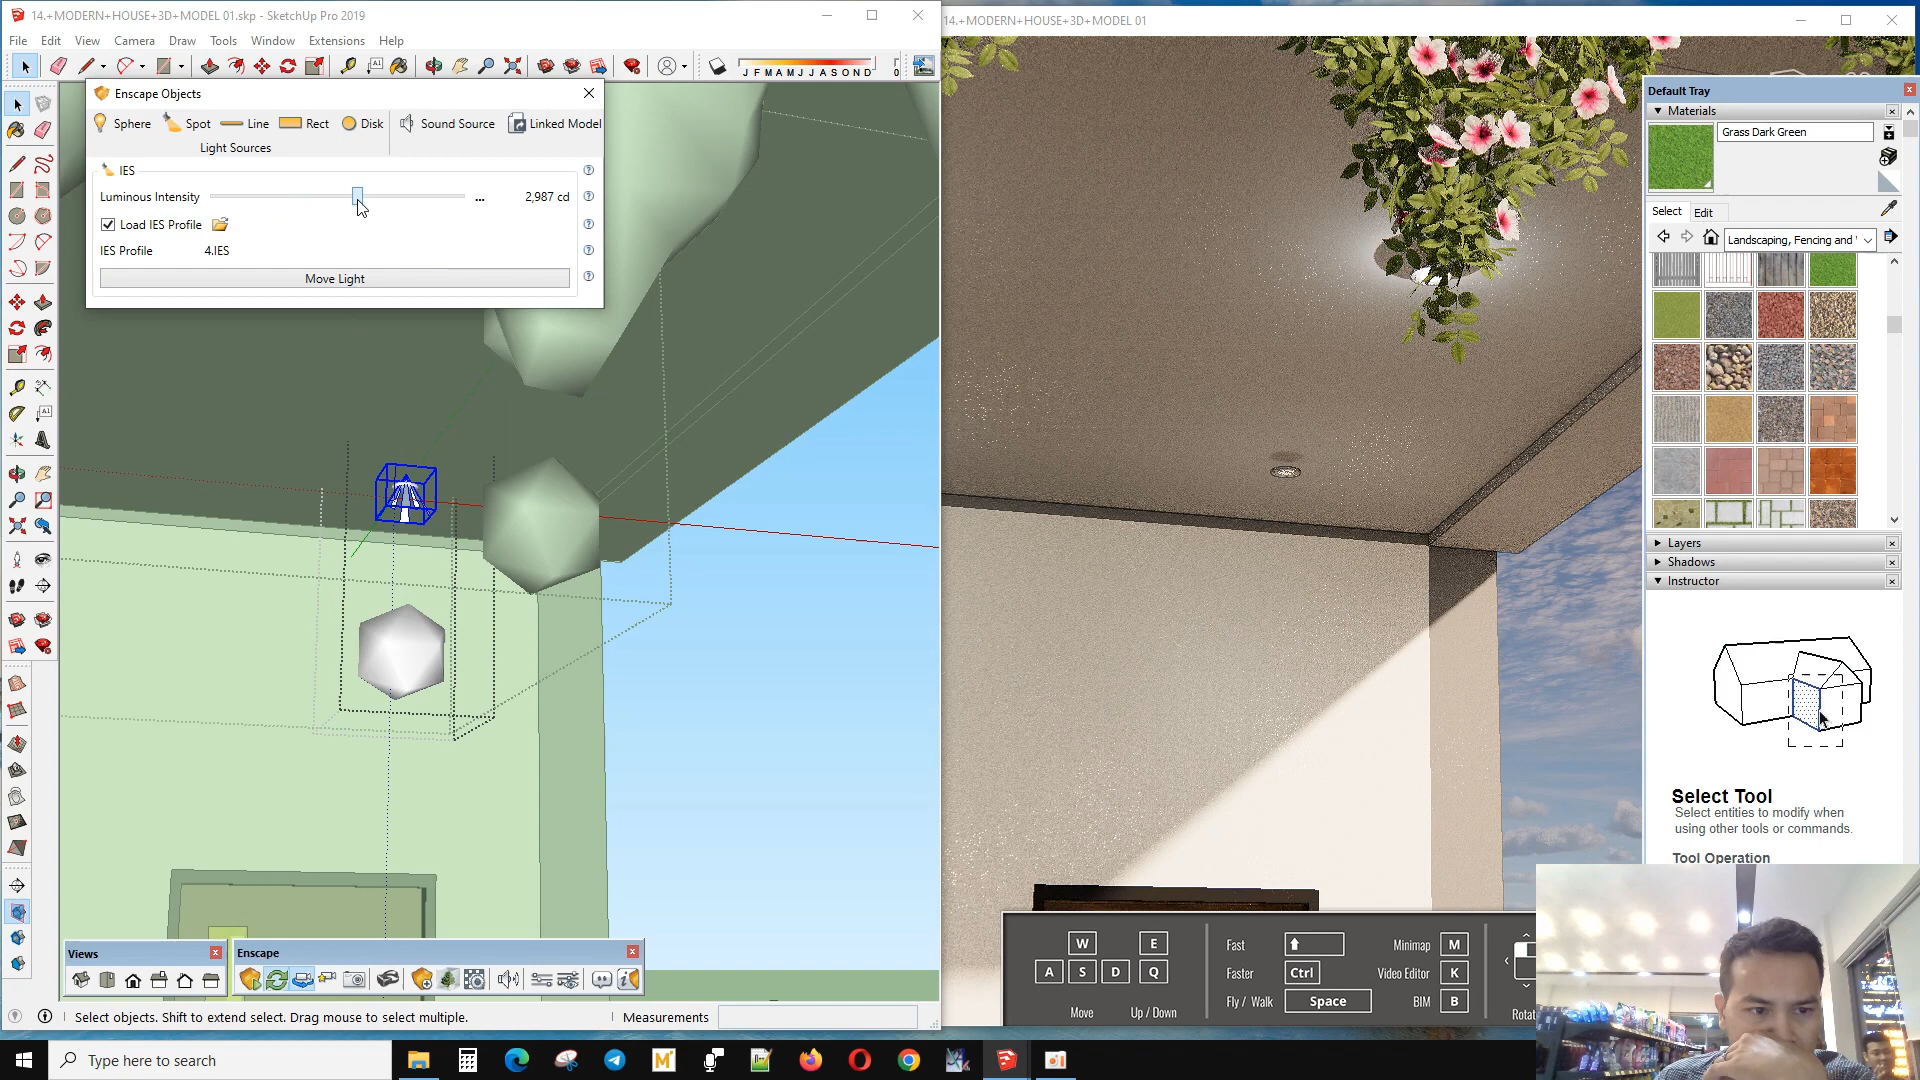 14.+MODERN+HOUSE+3D+MODEL 01.skp - SketchUp Pro 2019
File Edit View Camera Draw Tools Window Extensions Help
J F M A M J J A S O N D
Enscape Objects
Sphere Spot Line Rect Disk Sound Source Linked Model
Light Sources
IES
Luminous Intensity ... 2,987 cd
Load IES Profile
IES Profile 4.IES
Move Light
Views
Enscape
Select objects. Shift to extend select. Drag mouse to select multiple.
Measurements
14.+MODERN+HOUSE+3D+MODEL 01
W E
A S D Q
Move Up / Down
Fast
Faster Ctrl
Fly / Walk Space
Minimap M
Video Editor K
BIM B
Default Tray
Materials
Grass Dark Green
Select Edit
Landscaping, Fencing and
Layers
Shadows
Instructor
Select Tool
Select entities to modify when
using other tools or commands.
Tool Operation
Type here to search